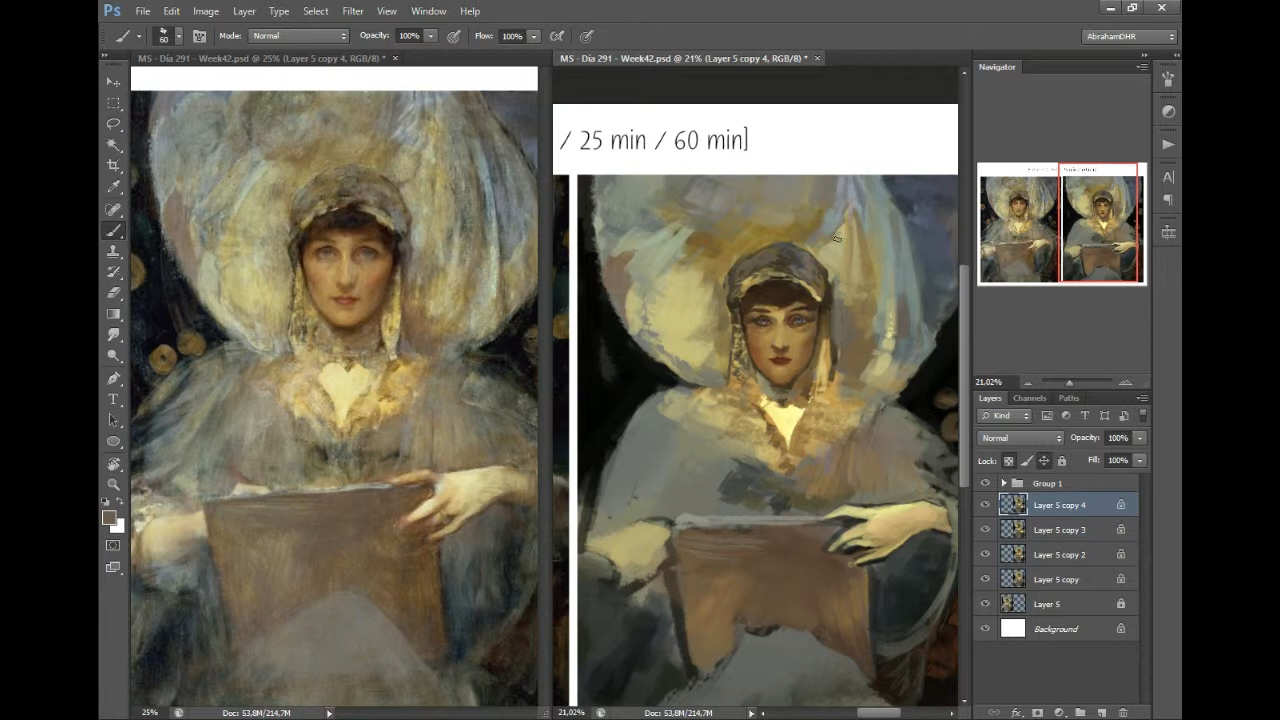 Ps File Edit Image Layer Type Select Filter View Window Help
60 Mode: Normal Opacity: 100% Flow: 100% AbrahamDHR
MS - Día 291 - Week42.psd @ 25% (Layer 5 copy 4, RGB/8) * ×
MS - Día 291 - Week42.psd @ 21% (Layer 5 copy 4, RGB/8) * ×
Navigator
/ 25 min / 60 min]
21,02%
Layers Channels Paths
Kind
Normal Opacity: 100%
Lock: Fill: 100%
Group 1
Layer 5 copy 4
Layer 5 copy 3
Layer 5 copy 2
Layer 5 copy
Layer 5
Background
25% Doc: 53,8M/214,7M
21,02% Doc: 53,8M/214,7M